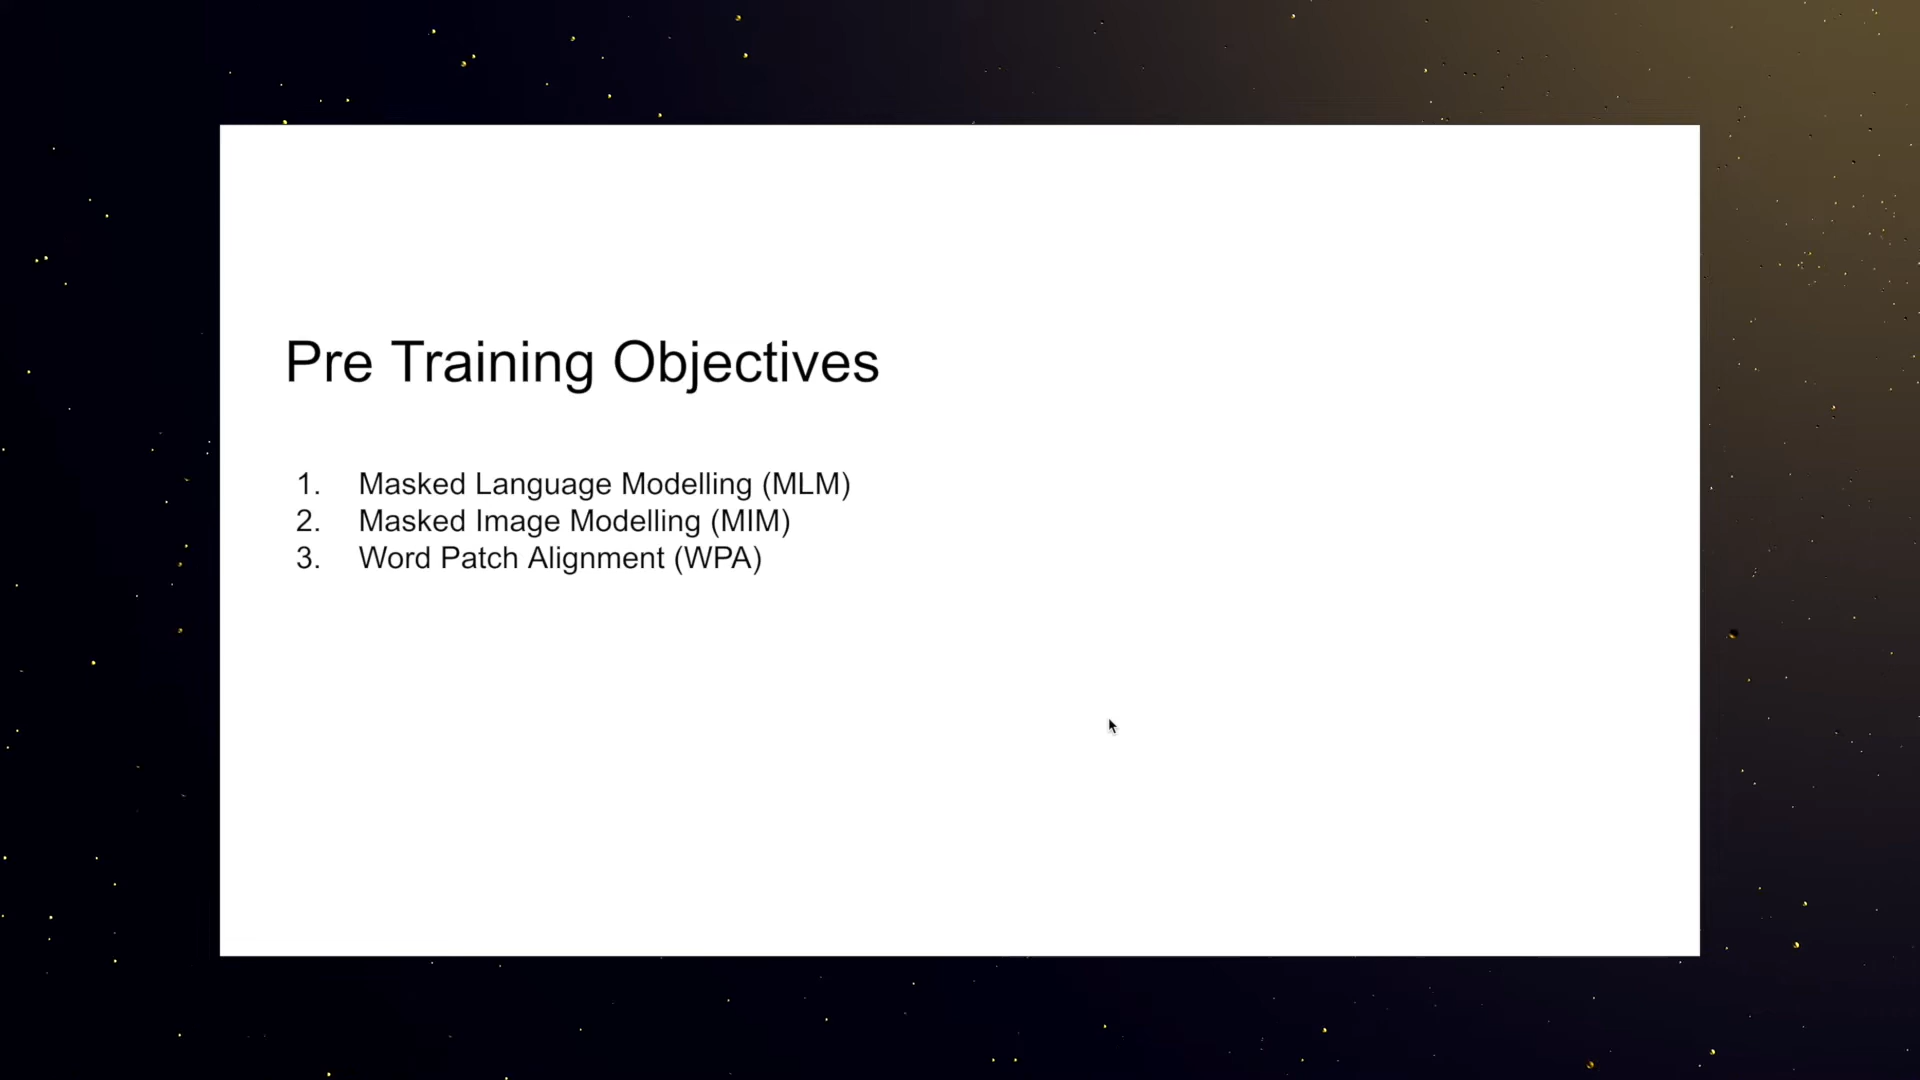 Pre Training Objectives
1. Masked Language Modelling (MLM)
2. Masked Image Modelling (MIM)
3. Word Patch Alignment (WPA)